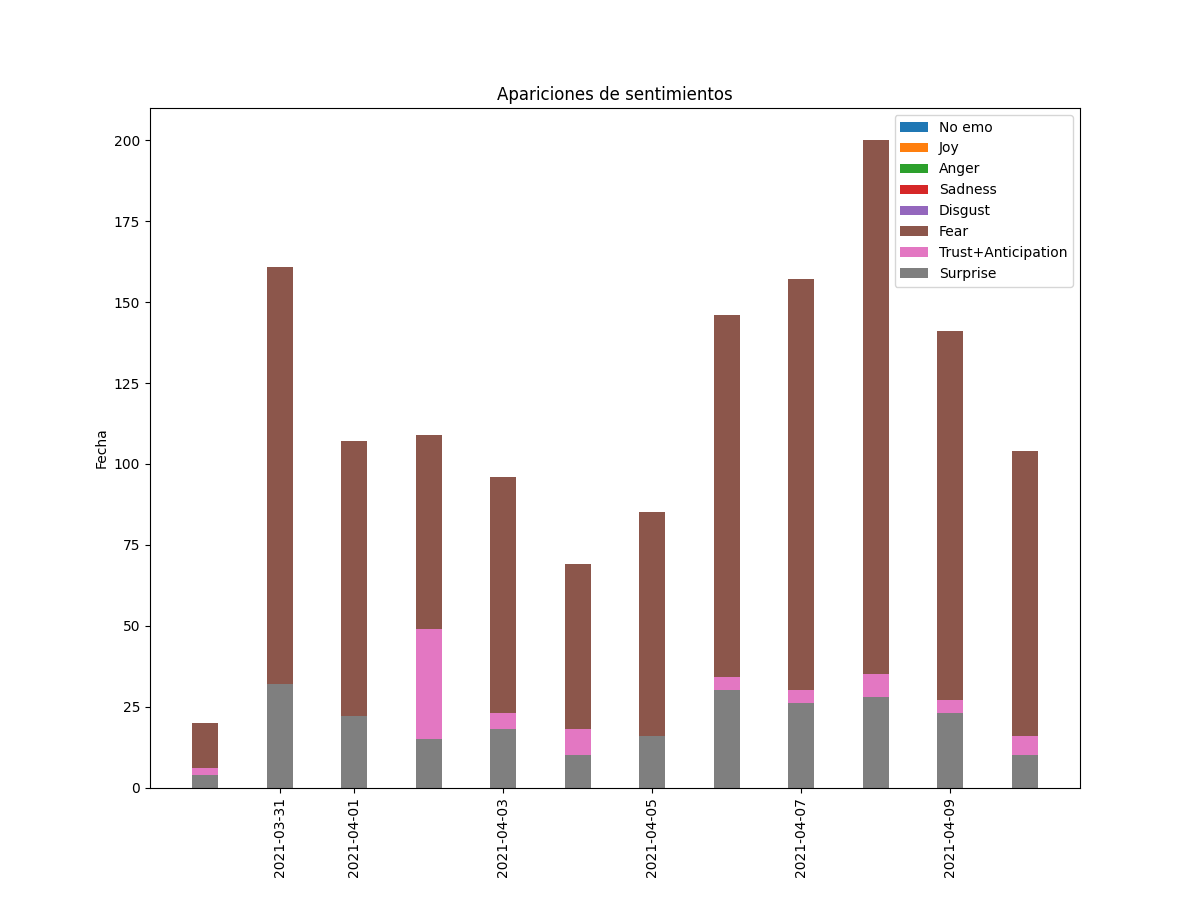 Apariciones de sentimientos
No emo
Joy
Anger
Sadness
Disgust
Fear
Trust+Anticipation
Surprise
Fecha
200
175
150
125
100
75
50
25
0
2021-03-31
2021-04-01
2021-04-03
2021-04-05
2021-04-07
2021-04-09